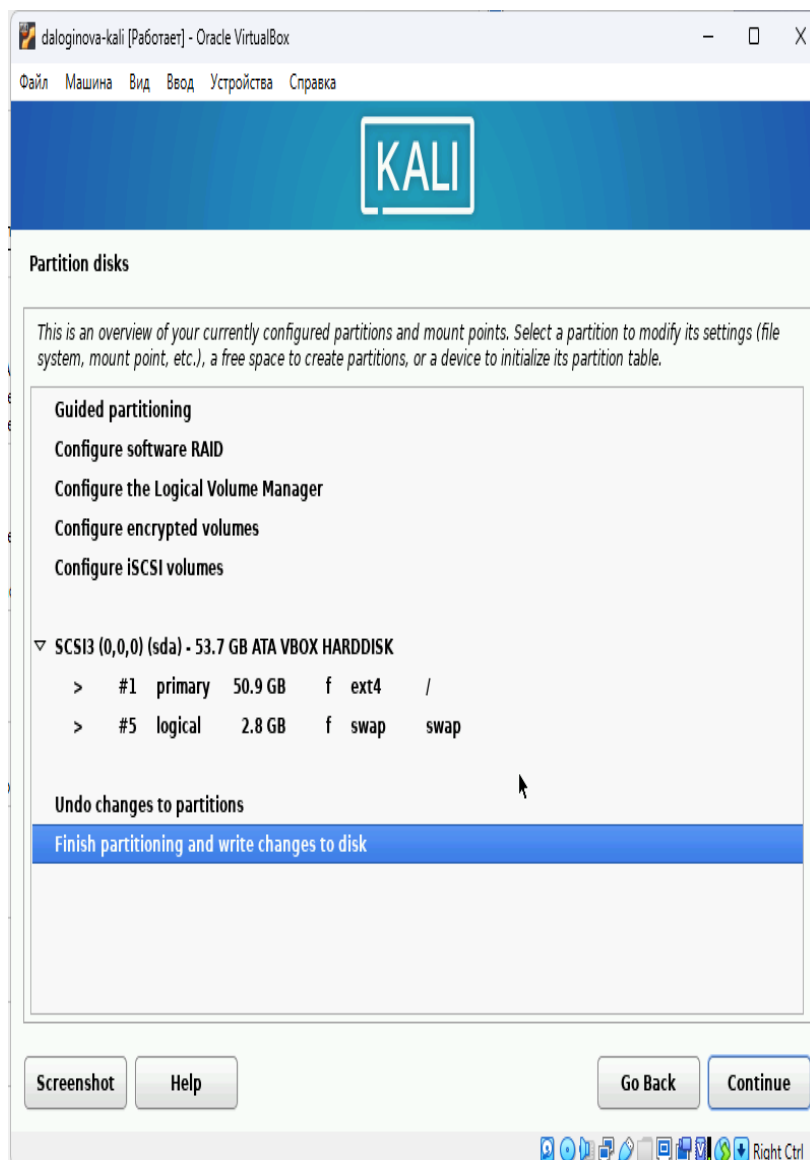 daloginova-kali [Работает] - Oracle VirtualBox
Файл Машина Вид Ввод Устройства Справка
KALI
Partition disks
This is an overview of your currently configured partitions and mount points. Select a partition to modify its settings (file
system, mount point, etc.), a free space to create partitions, or a device to initialize its partition table.
Guided partitioning
Configure software RAID
Configure the Logical Volume Manager
Configure encrypted volumes
Configure iSCSI volumes
SCSI3 (0,0,0) (sda) - 53.7 GB ATA VBOX HARDDISK
> #1 primary 50.9 GB f ext4 /
> #5 logical 2.8 GB f swap swap
Undo changes to partitions
Finish partitioning and write changes to disk
Screenshot Help Go Back Continue
Right Ctrl